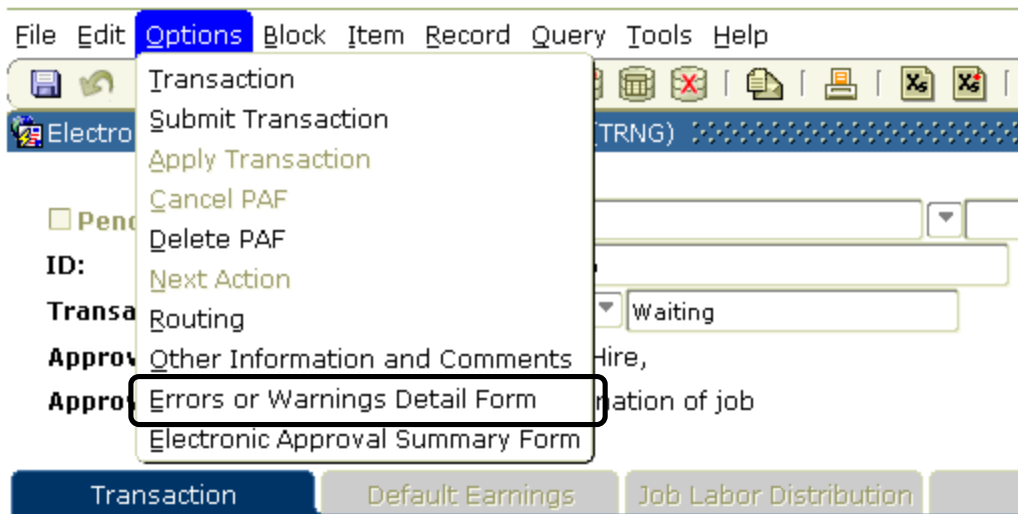 File Edit Options Block Item Record Query Tools Help
Transaction
Submit Transaction
Electro (TRNG)
Apply Transaction
Cancel PAF
Pend
Delete PAF
ID:
Next Action
Transa Waiting
Routing
Approv Other Information and Comments Hire,
Appro Errors or Warnings Detail Form nation of job
Electronic Approval Summary Form
Transaction Default Earnings Job Labor Distribution